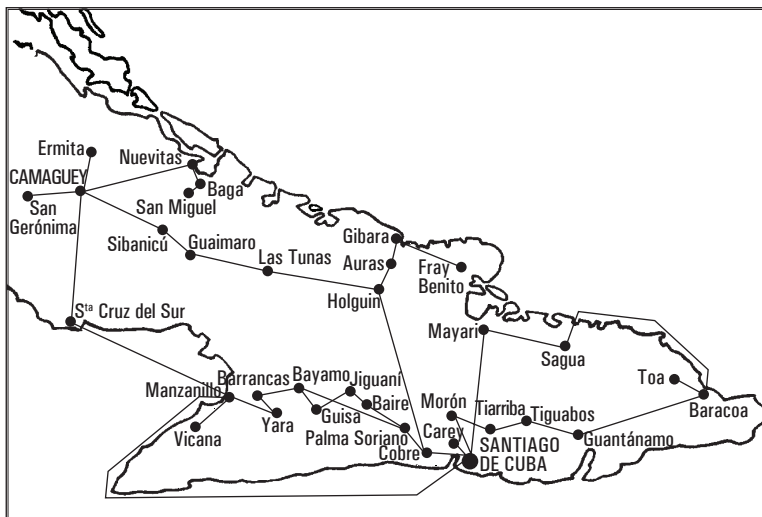 Ermita
Nuevitas
CAMAGUEY
Baga
San
Gerónima
San Miguel
Sibanicú
Guaimaro
Gibara
Las Tunas
Auras
Fray
Benito
Holguin
Sta Cruz del Sur
Mayari
Sagua
Toa
Baracoa
Manzanillo
Barrancas
Bayamo
Jiguaní
Baire
Guisa
Yara
Vicana
Palma Soriano
Cobre
Morón
Carey
Tiarriba
Tiguabos
Guantánamo
SANTIAGO
DE CUBA